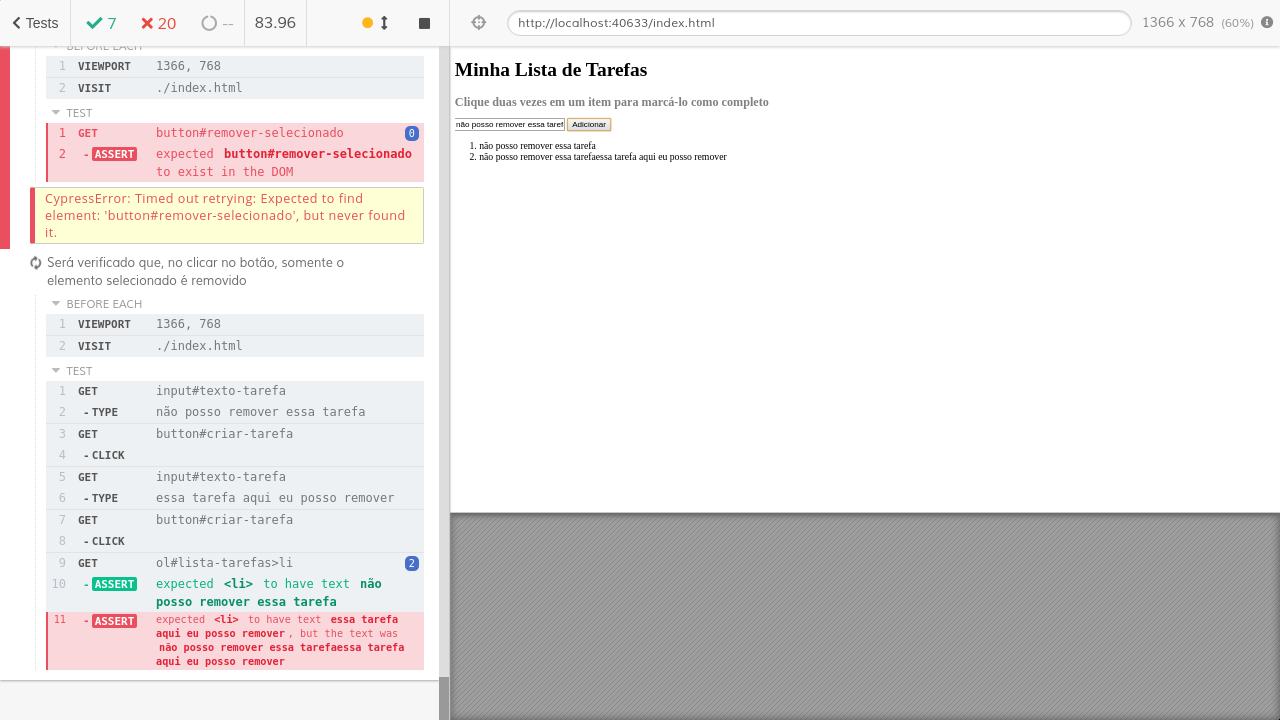 Tests 7 20 -- 83.96
http://localhost:40633/index.html 1366 x 768 (60%)
BEFORE EACH
1 VIEWPORT 1366, 768
2 VISIT ./index.html
TEST
1 GET button#remover-selecionado 0
2 - ASSERT expected button#remover-selecionado
to exist in the DOM
CypressError: Timed out retrying: Expected to find
element: 'button#remover-selecionado', but never found
it.
Será verificado que, no clicar no botão, somente o
elemento selecionado é removido
BEFORE EACH
1 VIEWPORT 1366, 768
2 VISIT ./index.html
TEST
1 GET input#texto-tarefa
2 - TYPE não posso remover essa tarefa
3 GET button#criar-tarefa
4 - CLICK
5 GET input#texto-tarefa
6 - TYPE essa tarefa aqui eu posso remover
7 GET button#criar-tarefa
8 - CLICK
9 GET ol#lista-tarefas>li 2
10 - ASSERT expected <li> to have text não
posso remover essa tarefa
11 - ASSERT expected <li> to have text essa tarefa
aqui eu posso remover, but the text was
não posso remover essa tarefaessa tarefa
aqui eu posso remover
Minha Lista de Tarefas
Clique duas vezes em um item para marcá-lo como completo
não posso remover essa taref Adicionar
1. não posso remover essa tarefa
2. não posso remover essa tarefaessa tarefa aqui eu posso remover